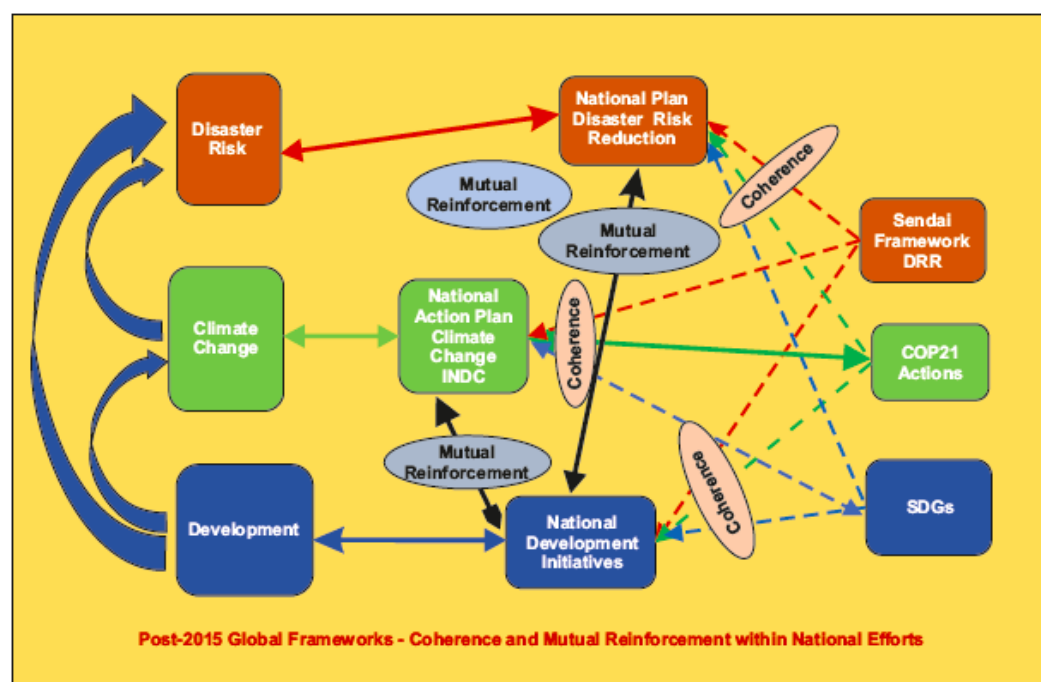 Disaster
Risk
National Plan
Disaster Risk
Reduction
Coherence
Mutual
Reinforcement
Mutual
Reinforcement
Sendai
Framework
DRR
Climate
Change
National
Action Plan
Climate
Change
INDC
Coherence
COP21
Actions
Mutual
Reinforcement
Coherence
Development
National
Development
Initiatives
SDGs
Post-2015 Global Frameworks - Coherence and Mutual Reinforcement within National Efforts